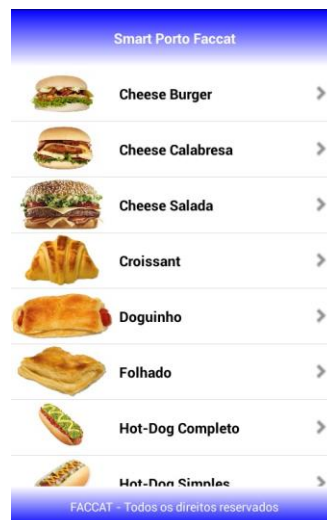 Smart Porto Faccat
Cheese Burger
Cheese Calabresa
Cheese Salada
Croissant
Doguinho
Folhado
Hot-Dog Completo
Hot-Dog Simples
FACCAT - Todos os direitos reservados